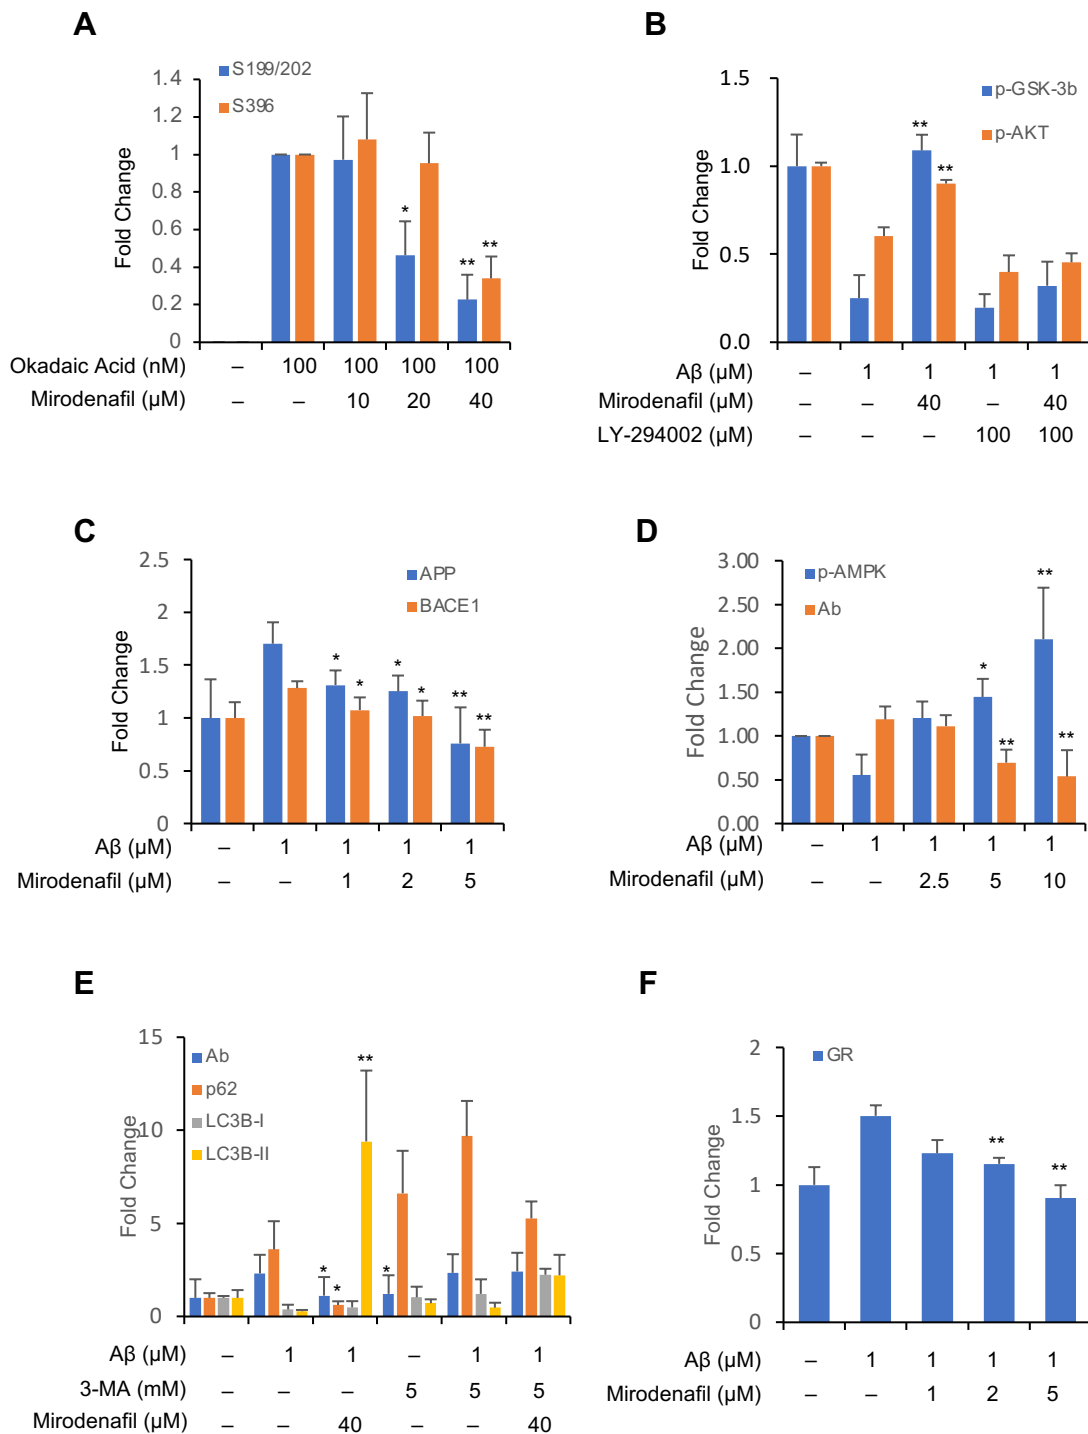 A
S199/202
S396
1.4
1.2
1
0.8
0.6
0.4
0.2
0
Fold Change
*
**
**
Okadaic Acid (nM) – 100 100 100 100
Mirodenafil (µM) – – 10 20 40
B
p-GSK-3b
p-AKT
1.5
1.0
0.5
0.0
Fold Change
**
**
Aβ (µM) – 1 1 1 1
Mirodenafil (µM) – – 40 – 40
LY-294002 (µM) – – – 100 100
C
APP
BACE1
2.5
2
1.5
1
0.5
0
Fold Change
*
*
*
*
**
**
Aβ (µM) – 1 1 1 1
Mirodenafil (µM) – – 1 2 5
D
p-AMPK
Ab
3.00
2.50
2.00
1.50
1.00
0.50
0.00
Fold Change
*
**
**
**
Aβ (µM) – 1 1 1 1
Mirodenafil (µM) – – 2.5 5 10
E
Ab
p62
LC3B-I
LC3B-II
15
10
5
0
Fold Change
*
*
**
*
Aβ (µM) – 1 1 – 1 1
3-MA (mM) – – – 5 5 5
Mirodenafil (µM) – – 40 – – 40
F
GR
2
1.5
1
0.5
0
Fold Change
**
**
Aβ (µM) – 1 1 1 1
Mirodenafil (µM) – – 1 2 5